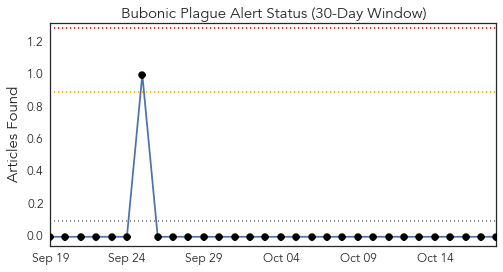 Bubonic Plague Alert Status (30-Day Window)
Articles Found
1.2
1.0
0.8
0.6
0.4
0.2
0.0
Sep 19 Sep 24 Sep 29 Oct 04 Oct 09 Oct 14